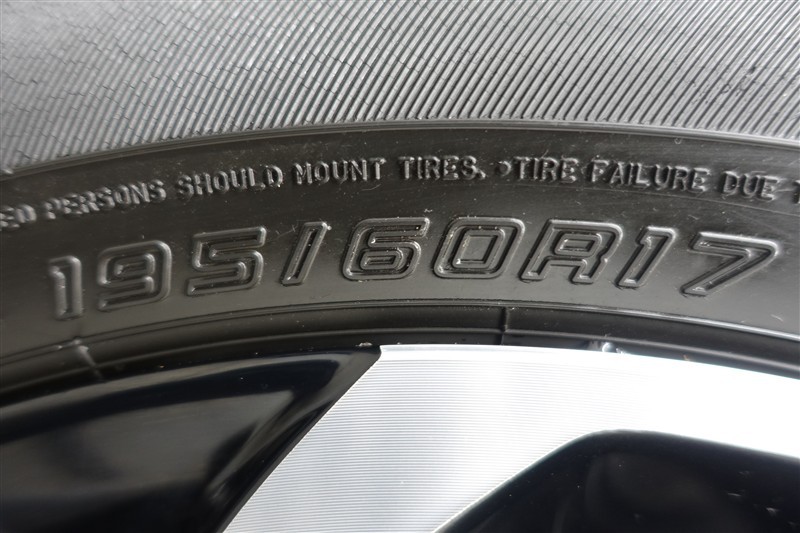 PERSONS SHOULD MOUNT TIRES. •TIRE FAILURE DUE
195/60R17